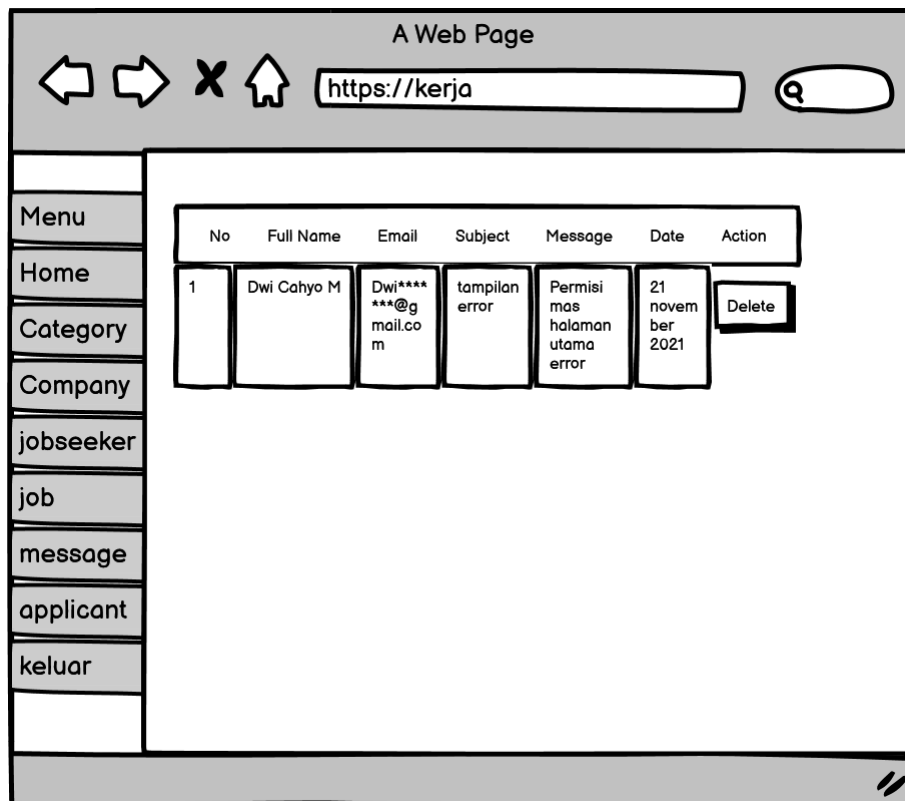 A Web Page
https://kerja
Menu
Home
Category
Company
jobseeker
job
message
applicant
keluar
No Full Name Email Subject Message Date Action
1 Dwi Cahyo M Dwi**** tampilan Permisi 21 Delete
***@g error mas novem
mail.co halaman ber
m utama 2021
error